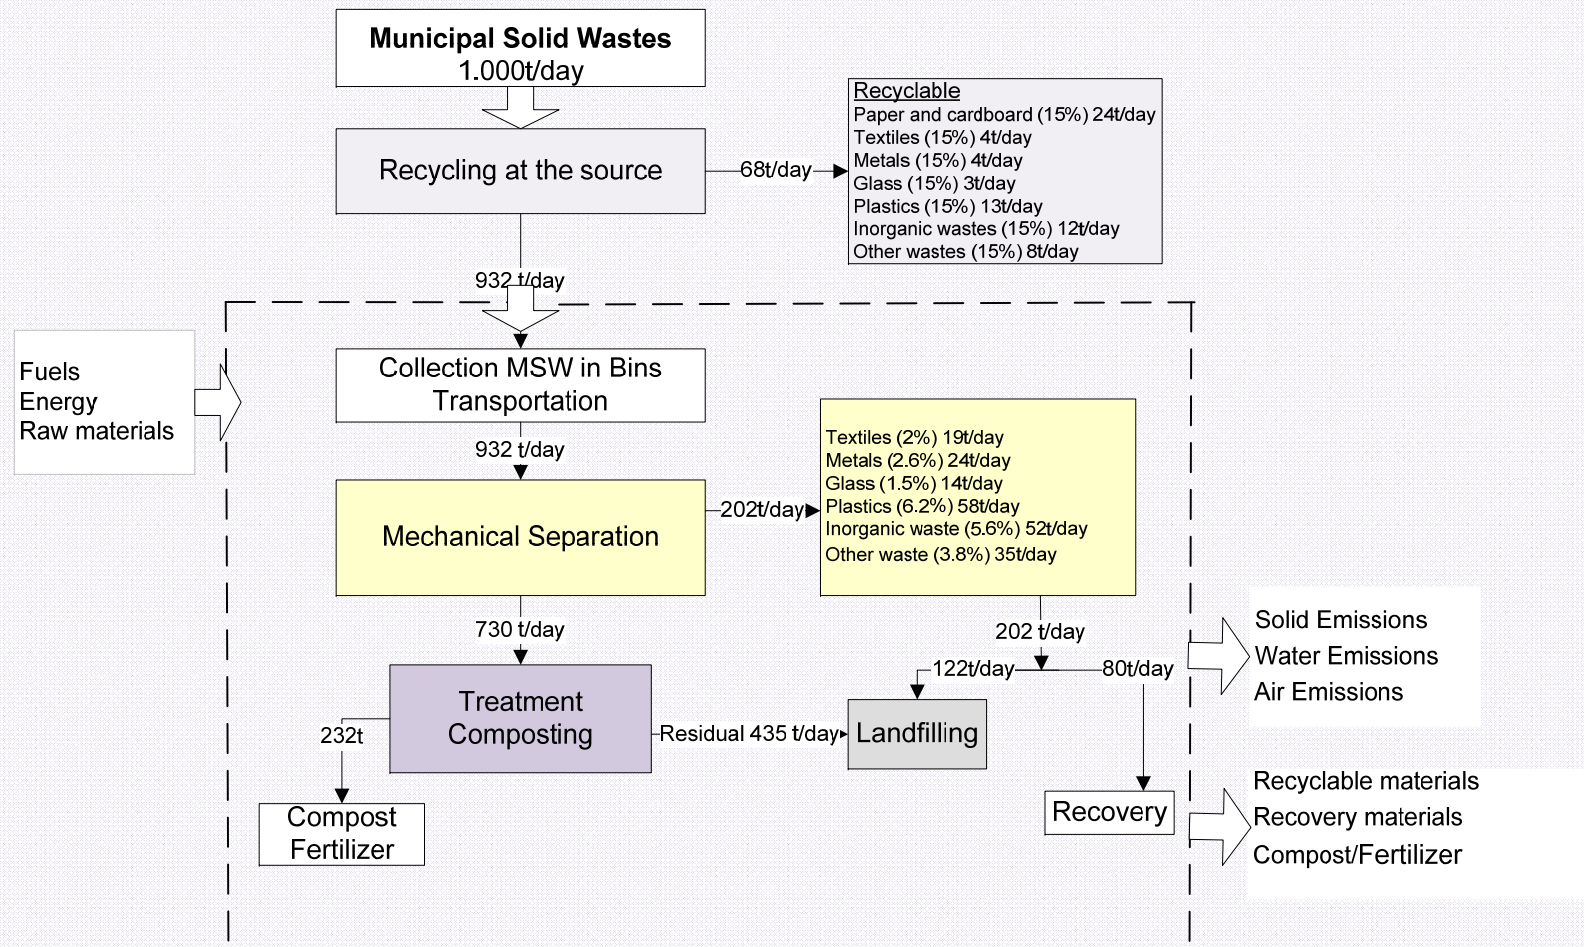 Municipal Solid Wastes
1.000t/day
Recycling at the source
68t/day
Recyclable
Paper and cardboard (15%) 24t/day
Textiles (15%) 4t/day
Metals (15%) 4t/day
Glass (15%) 3t/day
Plastics (15%) 13t/day
Inorganic wastes (15%) 12t/day
Other wastes (15%) 8t/day
932 t/day
Fuels
Energy
Raw materials
Collection MSW in Bins
Transportation
932 t/day
Mechanical Separation
202t/day
Textiles (2%) 19t/day
Metals (2.6%) 24t/day
Glass (1.5%) 14t/day
Plastics (6.2%) 58t/day
Inorganic waste (5.6%) 52t/day
Other waste (3.8%) 35t/day
730 t/day
202 t/day
122t/day
80t/day
Solid Emissions
Water Emissions
Air Emissions
Treatment
Composting
232t
Residual 435 t/day
Landfilling
Compost
Fertilizer
Recovery
Recyclable materials
Recovery materials
Compost/Fertilizer